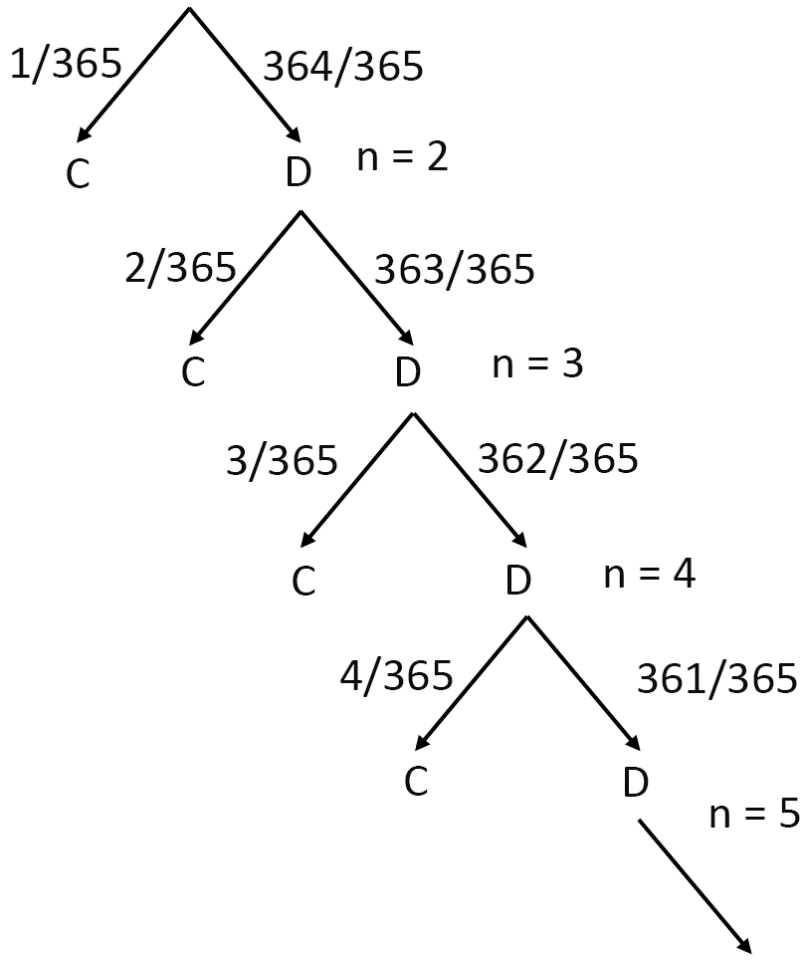 1/365 364/365
C D n = 2
2/365 363/365
C D n = 3
3/365 362/365
C D n = 4
4/365 361/365
C D
n = 5